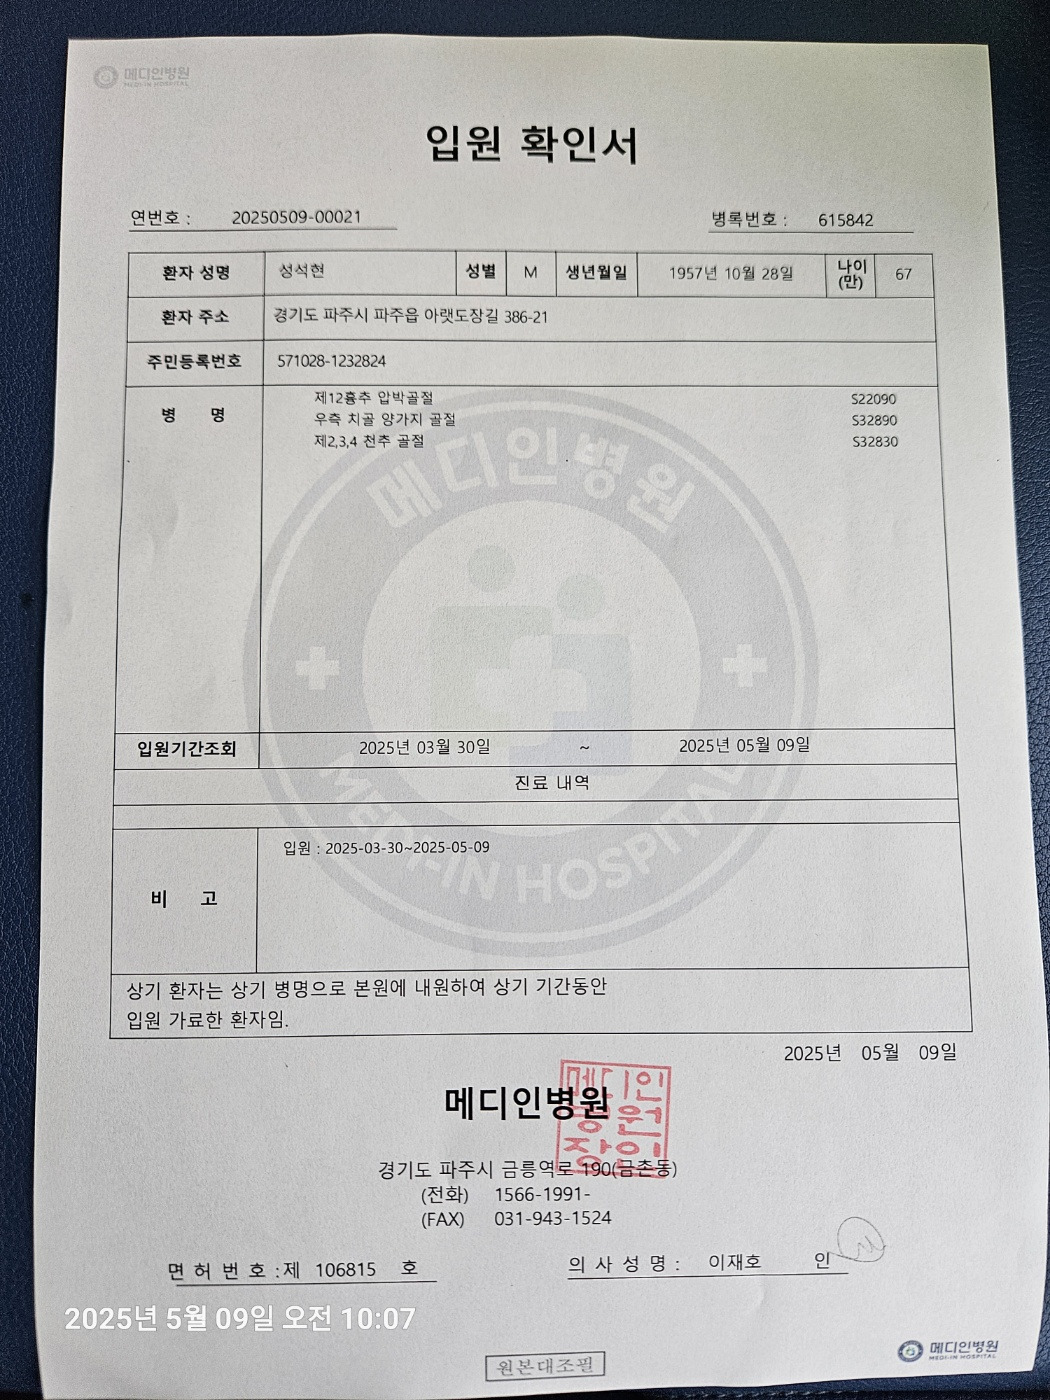 메디인병원
MEDI-IN HOSPITAL
입원 확인서
연번호 : 20250509-00021 병록번호 : 615842
환자 성명 성석현 성별 M 생년월일 1957년 10월 28일 나이(만) 67
환자 주소 경기도 파주시 파주읍 아랫도장길 386-21
주민등록번호 571028-1232824
병 명 제12흉추 압박골절 S22090
우측 치골 양가지 골절 S32890
제2,3,4 천추 골절 S32830
메디인병원
MEDI-IN HOSPITAL
입원기간조회 2025년 03월 30일 ~ 2025년 05월 09일
진료 내역
비 고 입원 : 2025-03-30~2025-05-09
상기 환자는 상기 병명으로 본원에 내원하여 상기 기간동안
입원 가료한 환자임.
2025년 05월 09일
메디인병원
메디인
병원
장인
경기도 파주시 금릉역로 190(금촌동)
(전화) 1566-1991-
(FAX) 031-943-1524
면 허 번 호 :제 106815 호 의 사 성 명 : 이재호 인
2025년 5월 09일 오전 10:07
원본대조필
메디인병원
MEDI-IN HOSPITAL